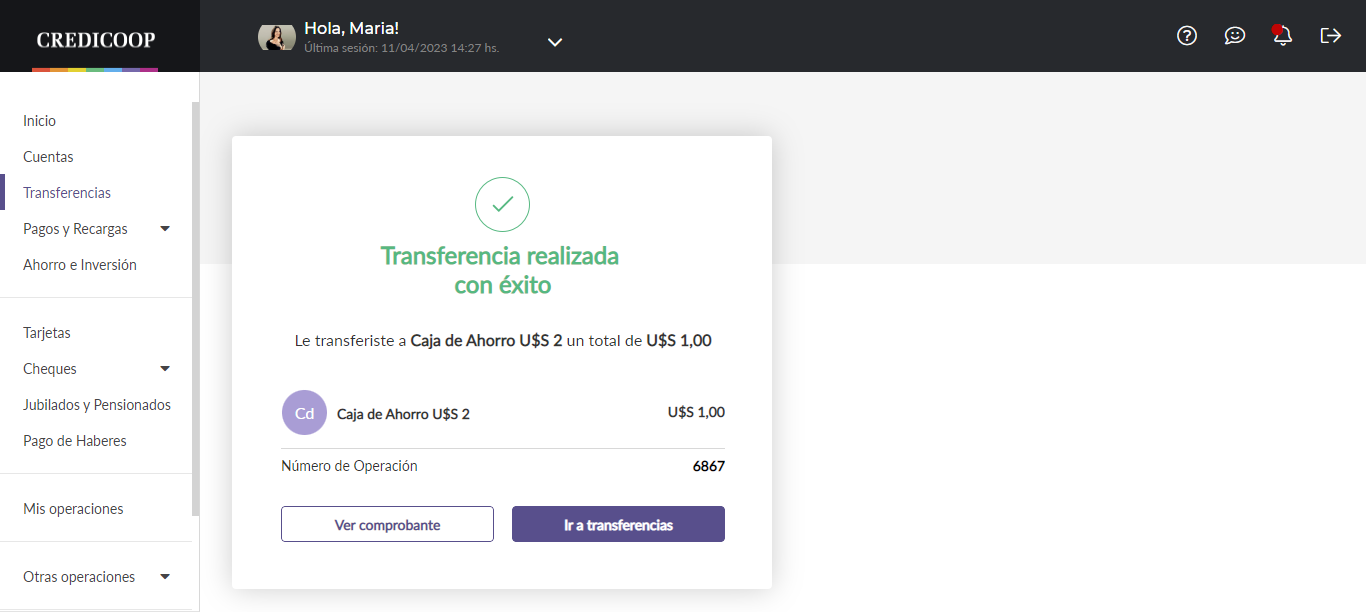 CREDICOOP
Hola, Maria!
Última sesión: 11/04/2023 14:27 hs.
Inicio
Cuentas
Transferencias
Pagos y Recargas
Ahorro e Inversión
Tarjetas
Cheques
Jubilados y Pensionados
Pago de Haberes
Mis operaciones
Otras operaciones
Transferencia realizada
con éxito
Le transferiste a Caja de Ahorro U$S 2 un total de U$S 1,00
Cd Caja de Ahorro U$S 2 U$S 1,00
Número de Operación 6867
Ver comprobante Ir a transferencias